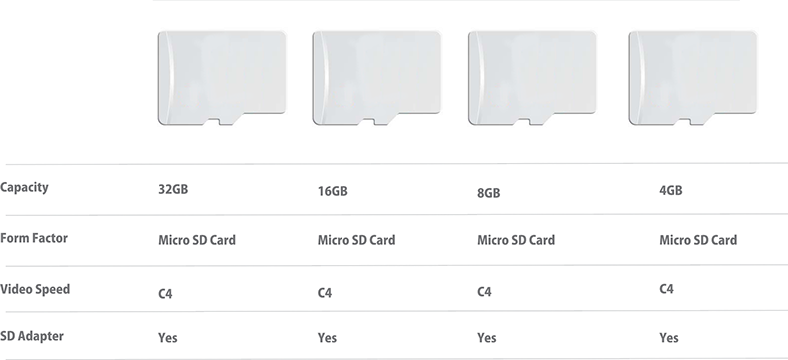 Capacity 32GB 16GB 8GB 4GB
Form Factor Micro SD Card Micro SD Card Micro SD Card Micro SD Card
Video Speed C4 C4 C4 C4
SD Adapter Yes Yes Yes Yes